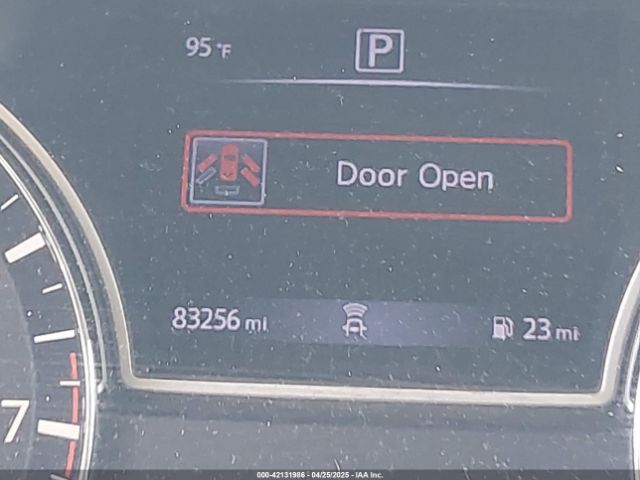 95 °F P
Door Open
83256 mi 23 mi
7
000-42131986 - 04/25/2025 - IAA Inc.